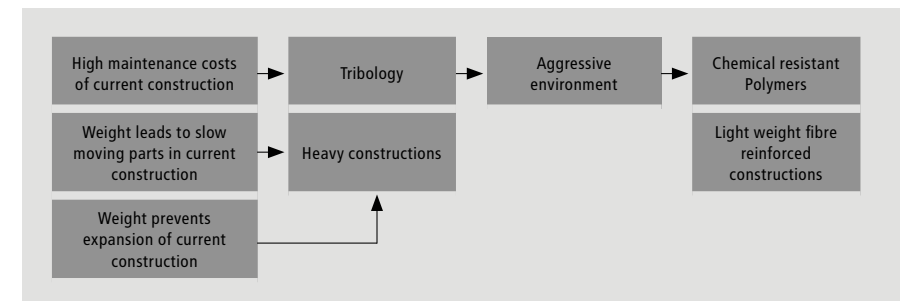 High maintenance costs
of current construction
Tribology
Aggressive
environment
Chemical resistant
Polymers
Weight leads to slow
moving parts in current
construction
Heavy constructions
Light weight fibre
reinforced
constructions
Weight prevents
expansion of current
construction